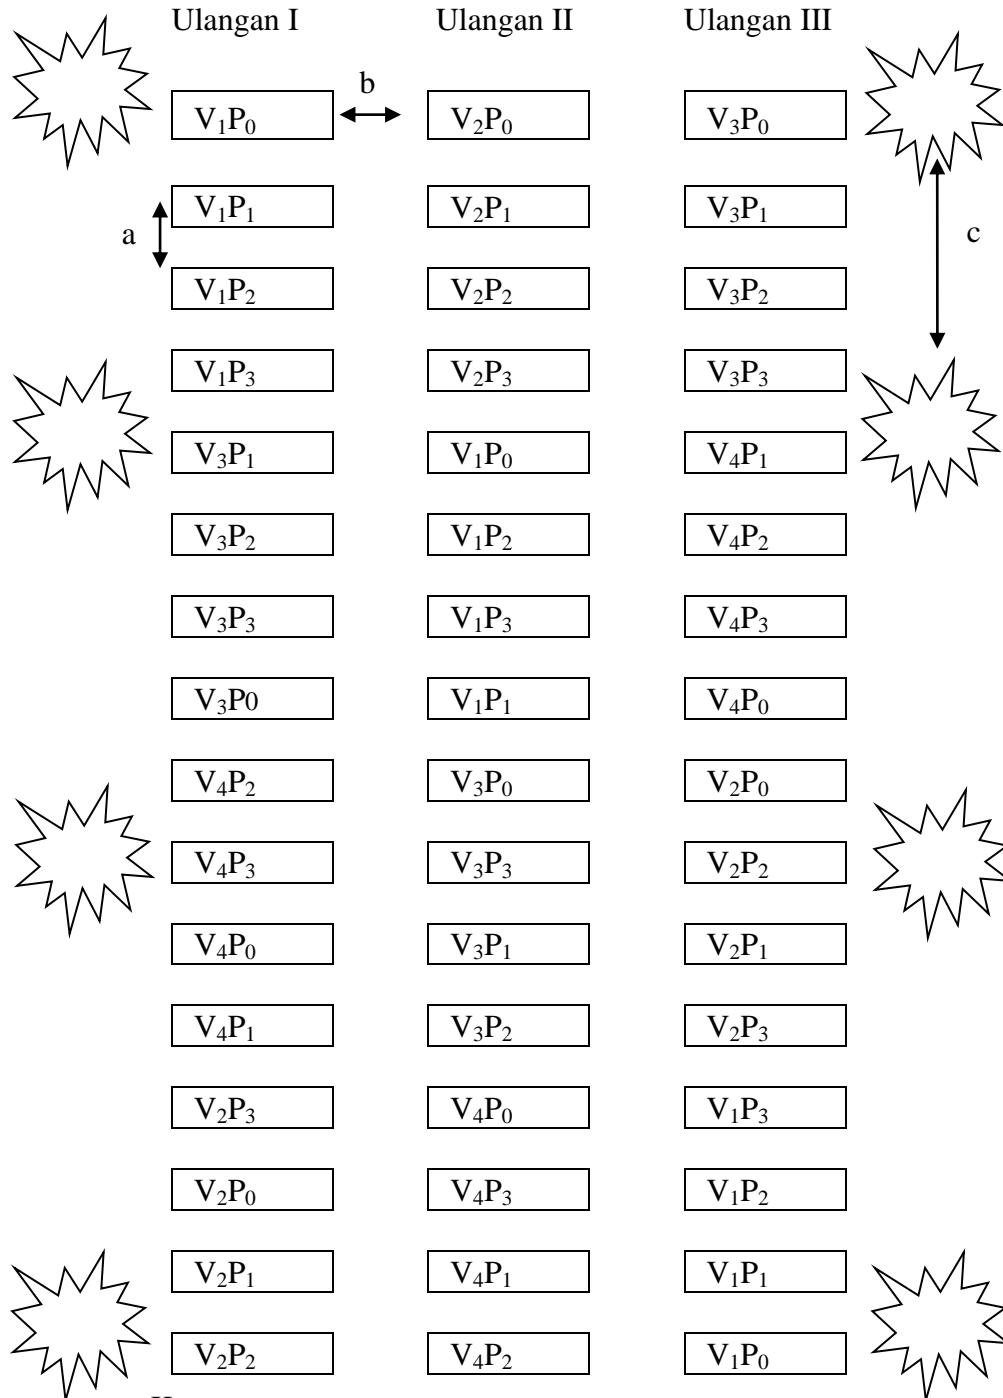 Ulangan I Ulangan II Ulangan III
b
V₁P₀ V₂P₀ V₃P₀
V₁P₁ V₂P₁ V₃P₁
a c
V₁P₂ V₂P₂ V₃P₂
V₁P₃ V₂P₃ V₃P₃
V₃P₁ V₁P₀ V₄P₁
V₃P₂ V₁P₂ V₄P₂
V₃P₃ V₁P₃ V₄P₃
V₃P0 V₁P₁ V₄P₀
V₄P₂ V₃P₀ V₂P₀
V₄P₃ V₃P₃ V₂P₂
V₄P₀ V₃P₁ V₂P₁
V₄P₁ V₃P₂ V₂P₃
V₂P₃ V₄P₀ V₁P₃
V₂P₀ V₄P₃ V₁P₂
V₂P₁ V₄P₁ V₁P₁
V₂P₂ V₄P₂ V₁P₀